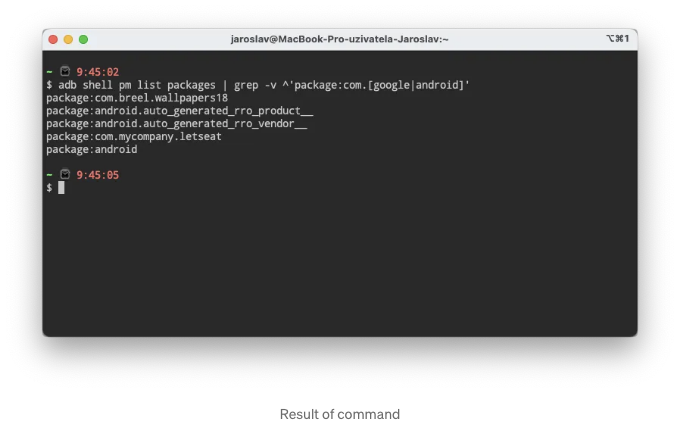 jaroslav@MacBook-Pro-uzivatela-Jaroslav:~ ⌥⌘1
~ 9:45:02
$ adb shell pm list packages | grep -v ^'package:com.[google|android]'
package:com.breel.wallpapers18
package:android.auto_generated_rro_product__
package:android.auto_generated_rro_vendor__
package:com.mycompany.letseat
package:android
~ 9:45:05
$
Result of command